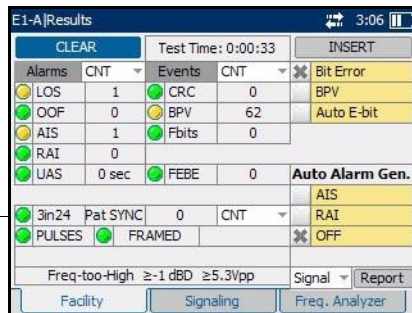 E1-A|Results 3:06
CLEAR Test Time: 0:00:33 INSERT
Alarms CNT Events CNT Bit Error
LOS 1 CRC 0 BPV
OOF 0 BPV 62 Auto E-bit
AIS 1 Fbits 0
RAI 0
UAS 0 sec FEBE 0 Auto Alarm Gen.
AIS
3in24 Pat SYNC 0 CNT RAI
PULSES FRAMED OFF
Freq-too-High ≥-1 dBD ≥5.3Vpp Signal Report
Facility Signaling Freq. Analyzer